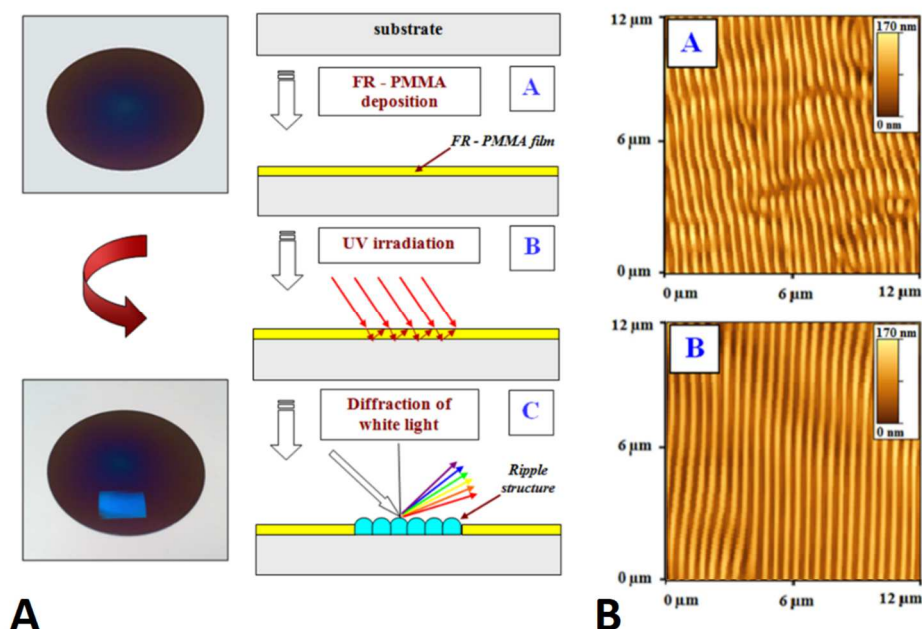 substrate
FR - PMMA
deposition
A
FR - PMMA film
UV irradiation
B
Diffraction of
white light
C
Ripple
structure
A
B
12 µm
A
170 nm
0 nm
6 µm
0 µm
0 µm
6 µm
12 µm
12 µm
B
170 nm
0 nm
6 µm
0 µm
0 µm
6 µm
12 µm
B